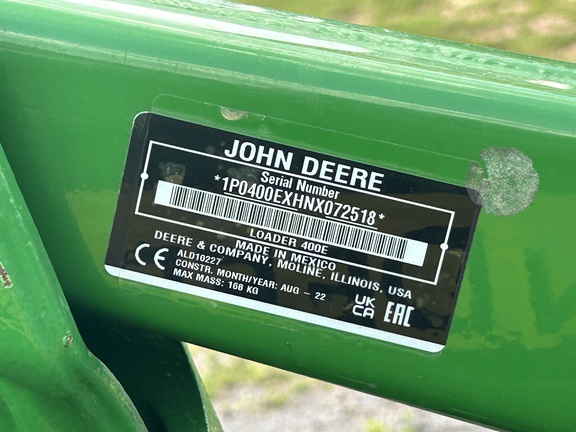 JOHN DEERE
Serial Number
*1P0400EXHNX072518*
LOADER 400E
MADE IN MEXICO
DEERE & COMPANY, MOLINE, ILLINOIS, USA
ALD10227
CONSTR. MONTH/YEAR: AUG – 22
MAX MASS: 168 KG
CE
UK
CA
EAC